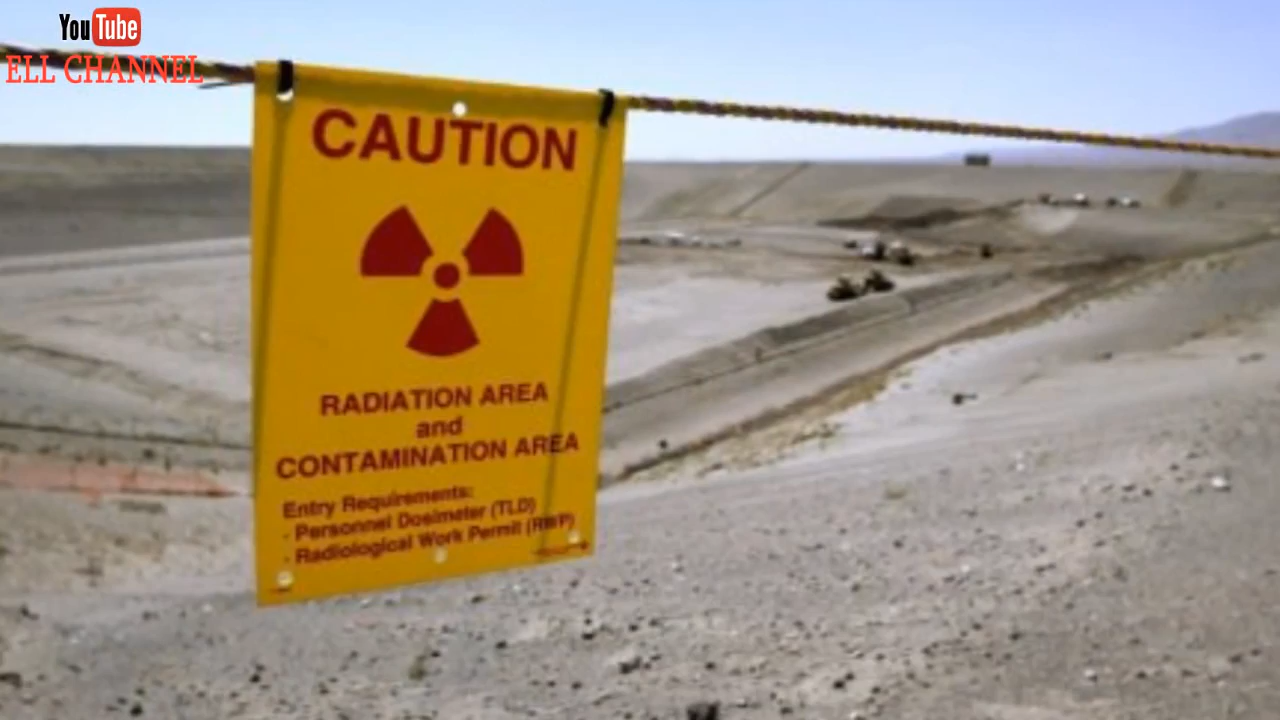 YouTube
ELL CHANNEL
CAUTION
RADIATION AREA
and
CONTAMINATION AREA
Entry Requirements:
- Personnel Dosimeter (TLD)
- Radiological Work Permit (RWP)